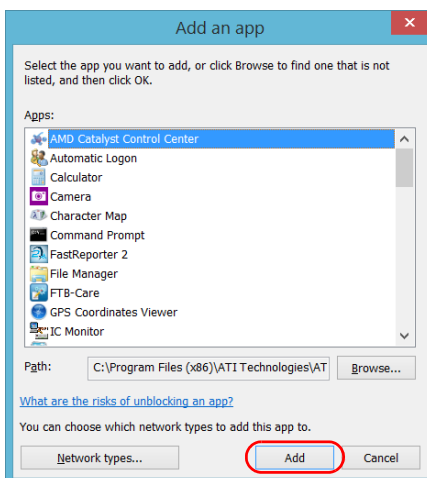 Add an app
Select the app you want to add, or click Browse to find one that is not
listed, and then click OK.
Apps:
AMD Catalyst Control Center
Automatic Logon
Calculator
Camera
Character Map
Command Prompt
FastReporter 2
File Manager
FTB-Care
GPS Coordinates Viewer
IC Monitor
Path:
C:\Program Files (x86)\ATI Technologies\AT
Browse...
What are the risks of unblocking an app?
You can choose which network types to add this app to.
Network types...
Add
Cancel